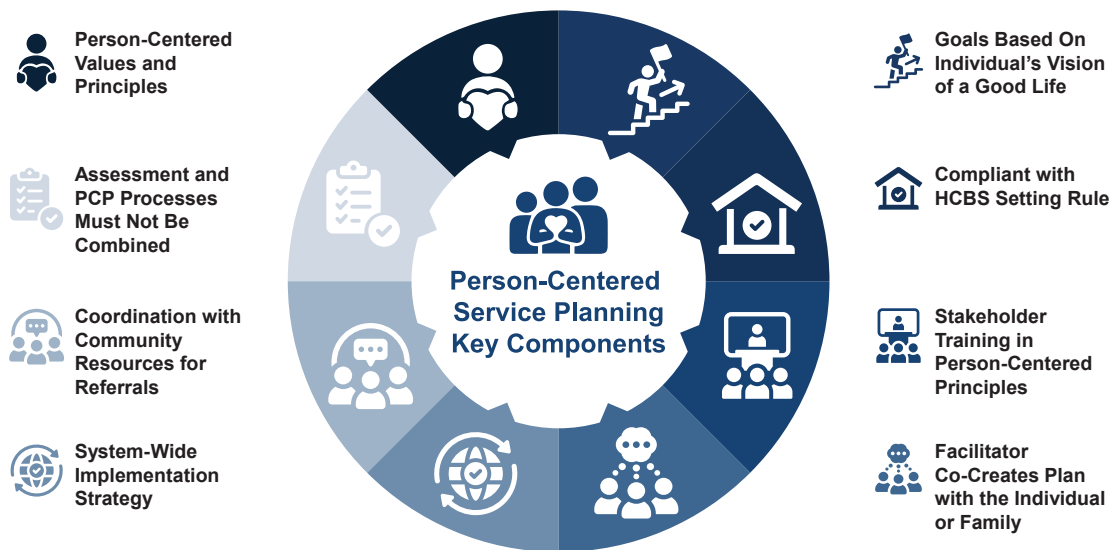 Person-Centered
Values and
Principles
Assessment and
PCP Processes
Must Not Be
Combined
Coordination with
Community
Resources for
Referrals
System-Wide
Implementation
Strategy
Person-Centered
Service Planning
Key Components
Goals Based On
Individual's Vision
of a Good Life
Compliant with
HCBS Setting Rule
Stakeholder
Training in
Person-Centered
Principles
Facilitator
Co-Creates Plan
with the Individual
or Family